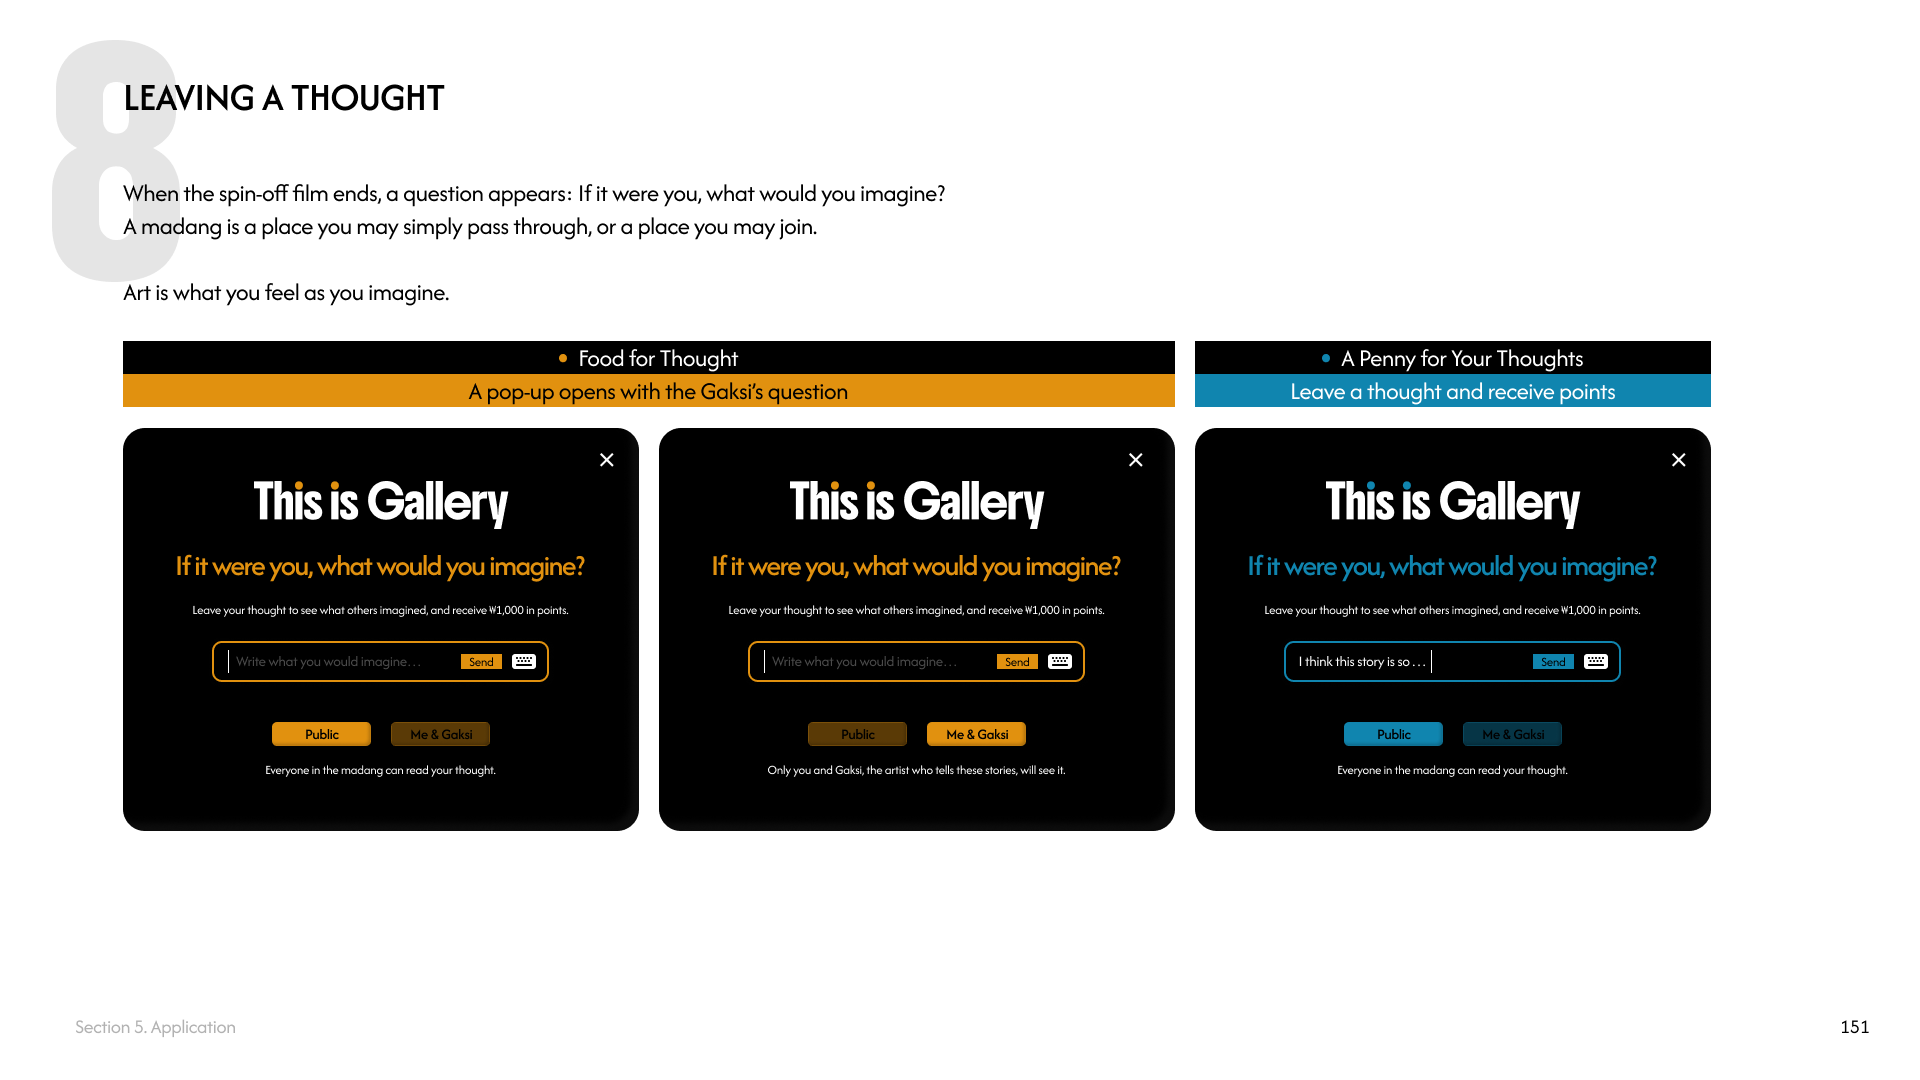 8
LEAVING A THOUGHT
When the spin-off film ends, a question appears: If it were you, what would you imagine?
A madang is a place you may simply pass through, or a place you may join.
Art is what you feel as you imagine.
• Food for Thought
A pop-up opens with the Gaksi’s question
• A Penny for Your Thoughts
Leave a thought and receive points
This is Gallery
If it were you, what would you imagine?
Leave your thought to see what others imagined, and receive ₩1,000 in points.
Write what you would imagine... Send
Public Me & Gaksi
Everyone in the madang can read your thought.
This is Gallery
If it were you, what would you imagine?
Leave your thought to see what others imagined, and receive ₩1,000 in points.
Write what you would imagine... Send
Public Me & Gaksi
Only you and Gaksi, the artist who tells these stories, will see it.
This is Gallery
If it were you, what would you imagine?
Leave your thought to see what others imagined, and receive ₩1,000 in points.
I think this story is so ... Send
Public Me & Gaksi
Everyone in the madang can read your thought.
Section 5. Application
151